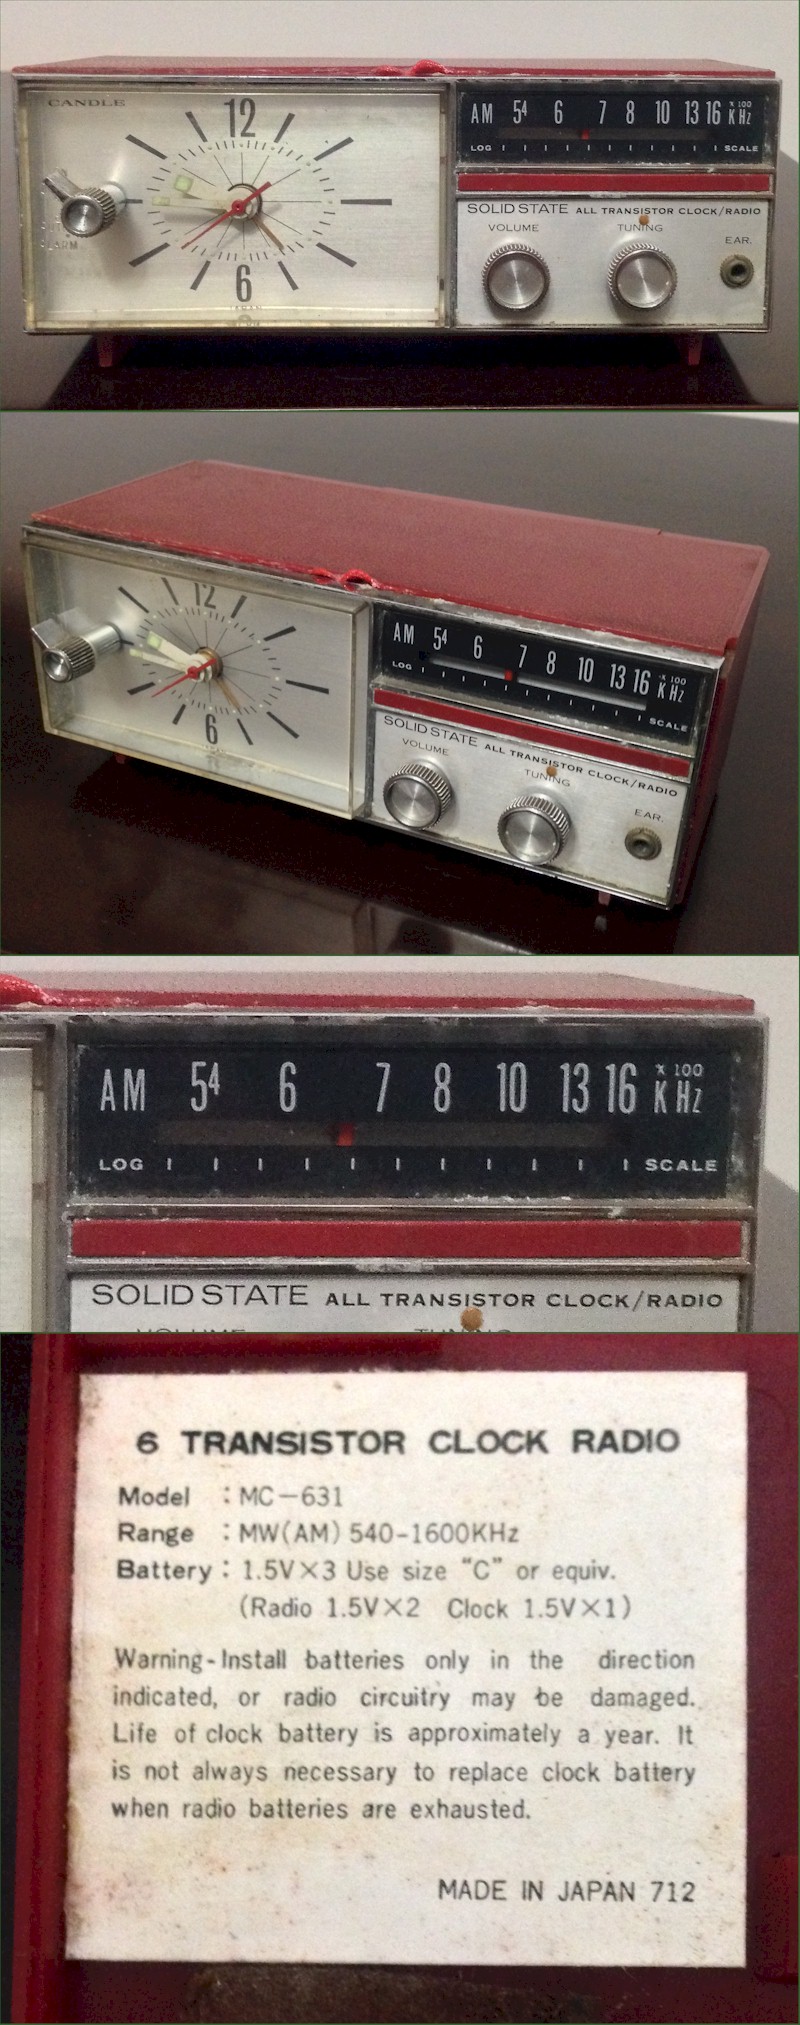 CANDLE
12
6
ALARM
AM 5⁴ 6 7 8 10 13 16 x 100 KHz
LOG SCALE
SOLID STATE ALL TRANSISTOR CLOCK/RADIO
VOLUME TUNING
EAR.
12
6
AM 5⁴ 6 7 8 10 13 16 x 100 KHz
LOG SCALE
SOLID STATE ALL TRANSISTOR CLOCK/RADIO
VOLUME TUNING
EAR.
AM 5⁴ 6 7 8 10 13 16 x 100 KHz
LOG SCALE
SOLID STATE ALL TRANSISTOR CLOCK/RADIO
VOLUME TUNING
6 TRANSISTOR CLOCK RADIO
Model : MC-631
Range : MW(AM) 540-1600KHz
Battery : 1.5V×3 Use size "C" or equiv.
(Radio 1.5V×2 Clock 1.5V×1)
Warning-Install batteries only in the direction
indicated, or radio circuitry may be damaged.
Life of clock battery is approximately a year. It
is not always necessary to replace clock battery
when radio batteries are exhausted.
MADE IN JAPAN 712